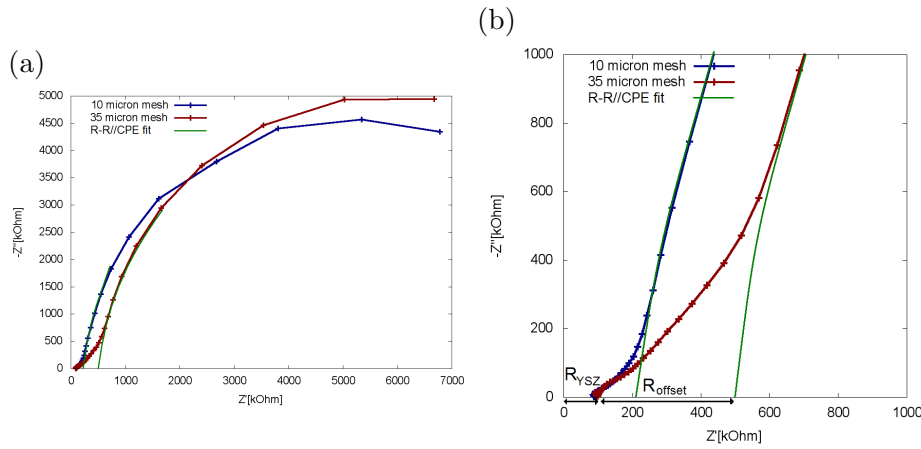 (a)
-Z''[kOhm]
5000
4500
4000
3500
3000
2500
2000
1500
1000
500
0
10 micron mesh
35 micron mesh
R-R//CPE fit
0 1000 2000 3000 4000 5000 6000 7000
Z'[kOhm]
(b)
-Z''[kOhm]
1000
800
600
400
200
0
10 micron mesh
35 micron mesh
R-R//CPE fit
R_YSZ
R_offset
0 200 400 600 800 1000
Z'[kOhm]